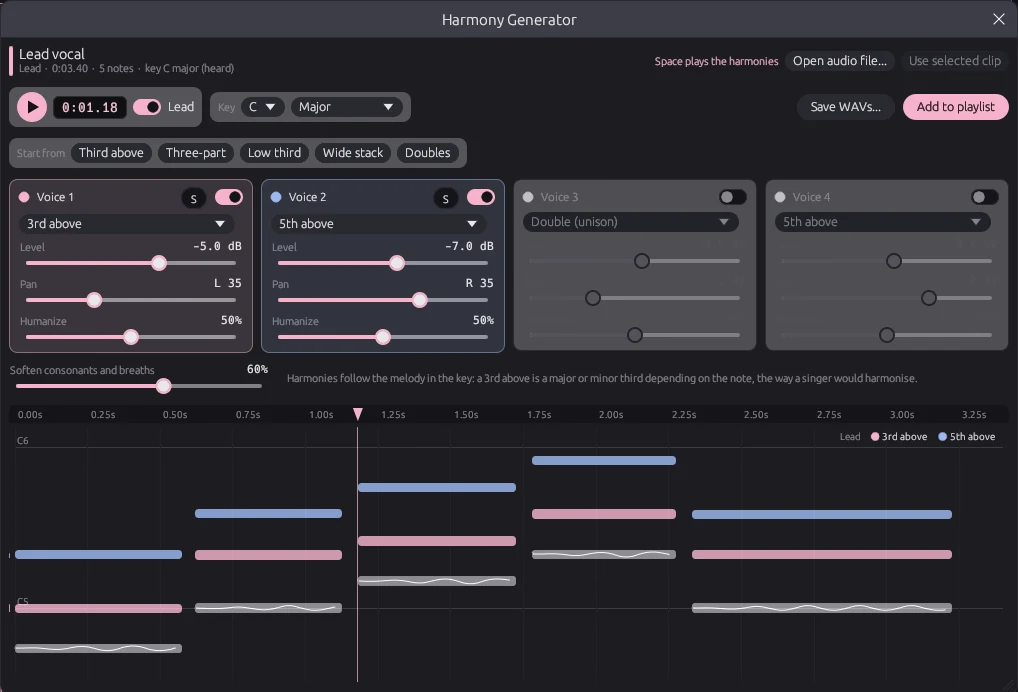 Harmony Generator
Lead vocal
Lead · 0:03.40 · 5 notes · key C major (heard)
Space plays the harmonies
Open audio file...
Use selected clip
0:01.18
Lead
Key
C
Major
Save WAVs...
Add to playlist
Start from
Third above
Three-part
Low third
Wide stack
Doubles
Voice 1
S
3rd above
Level
-5.0 dB
Pan
L 35
Humanize
50%
Voice 2
S
5th above
Level
-7.0 dB
Pan
R 35
Humanize
50%
Voice 3
Double (unison)
Voice 4
5th above
Soften consonants and breaths
60%
Harmonies follow the melody in the key: a 3rd above is a major or minor third depending on the note, the way a singer would harmonise.
0.00s 0.25s 0.50s 0.75s 1.00s 1.25s 1.50s 1.75s 2.00s 2.25s 2.50s 2.75s 3.00s 3.25s
Lead 3rd above 5th above
C6
C5